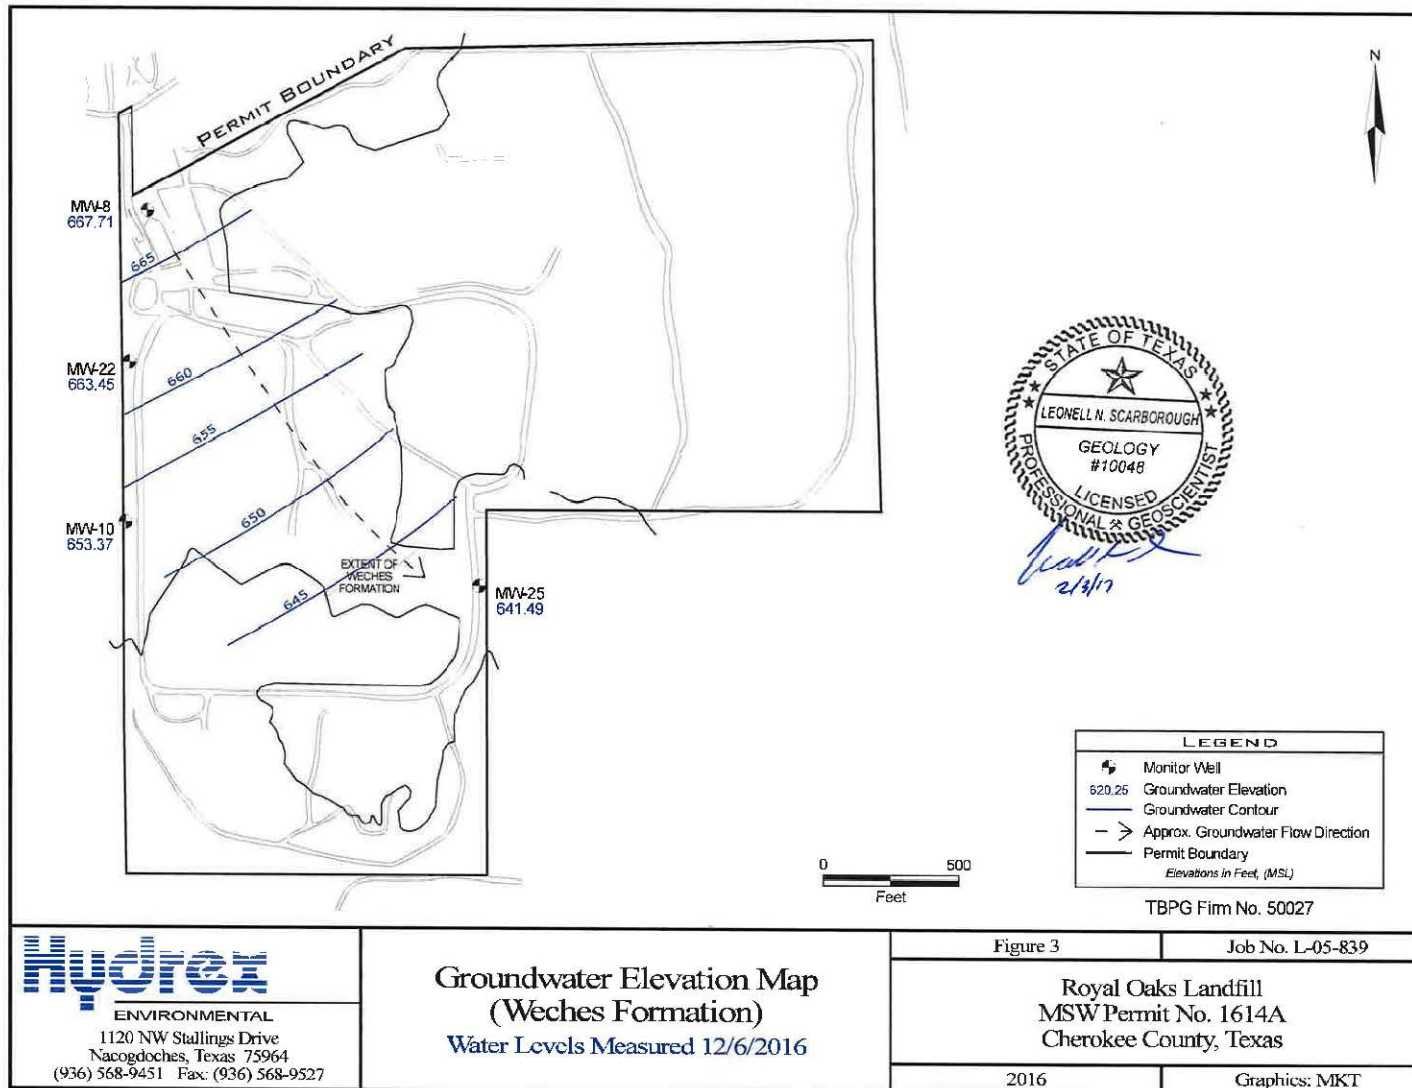 PERMIT BOUNDARY
N
MW-8
667.71
665
MW-22
663.45
660
655
MW-10
653.37
650
EXTENT OF
WECHES
FORMATION
645
MW-25
641.49
STATE OF TEXAS
LEONELL N. SCARBOROUGH
GEOLOGY
#10048
LICENSED
PROFESSIONAL GEOSCIENTIST
2/3/17
LEGEND
Monitor Well
620.25 Groundwater Elevation
Groundwater Contour
Approx. Groundwater Flow Direction
Permit Boundary
Elevations in Feet, (MSL)
0 500
Feet
TBPG Firm No. 50027
Hydrex
ENVIRONMENTAL
1120 NW Stallings Drive
Nacogdoches, Texas 75964
(936) 568-9451 Fax: (936) 568-9527
Groundwater Elevation Map
(Weches Formation)
Water Levels Measured 12/6/2016
Figure 3
Job No. L-05-839
Royal Oaks Landfill
MSW Permit No. 1614A
Cherokee County, Texas
2016
Graphics: MKT